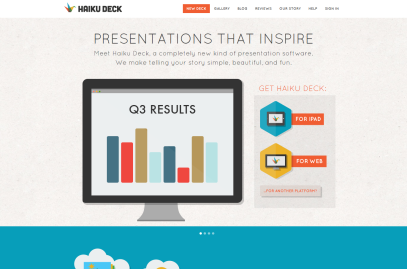 HAIKU DECK
NEW DECK GALLERY BLOG REVIEWS OUR STORY HELP SIGN IN
PRESENTATIONS THAT INSPIRE
Meet Haiku Deck, a completely new kind of presentation software.
We make telling your story simple, beautiful, and fun.
Q3 RESULTS
GET HAIKU DECK:
FOR IPAD
FOR WEB
FOR ANOTHER PLATFORM?